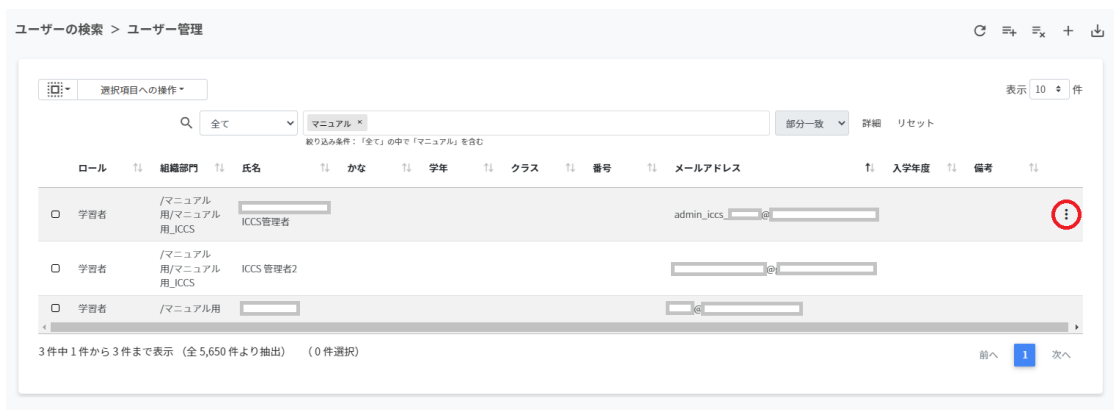 ユーザーの検索 > ユーザー管理
選択項目への操作
表示 10 件
全て マニュアル × 部分一致 詳細 リセット
絞り込み条件：「全て」の中で「マニュアル」を含む
ロール 組織部門 氏名 かな 学年 クラス 番号 メールアドレス 入学年度 備考
学習者
/マニュアル
用/マニュアル
用_ICCS
ICCS管理者
admin_iccs_ @
学習者
/マニュアル
用/マニュアル
用_ICCS
ICCS 管理者2
@
学習者 /マニュアル用 @
3 件中 1 件から 3 件まで表示 （全 5,650 件より抽出） （ 0 件選択）
前へ 1 次へ